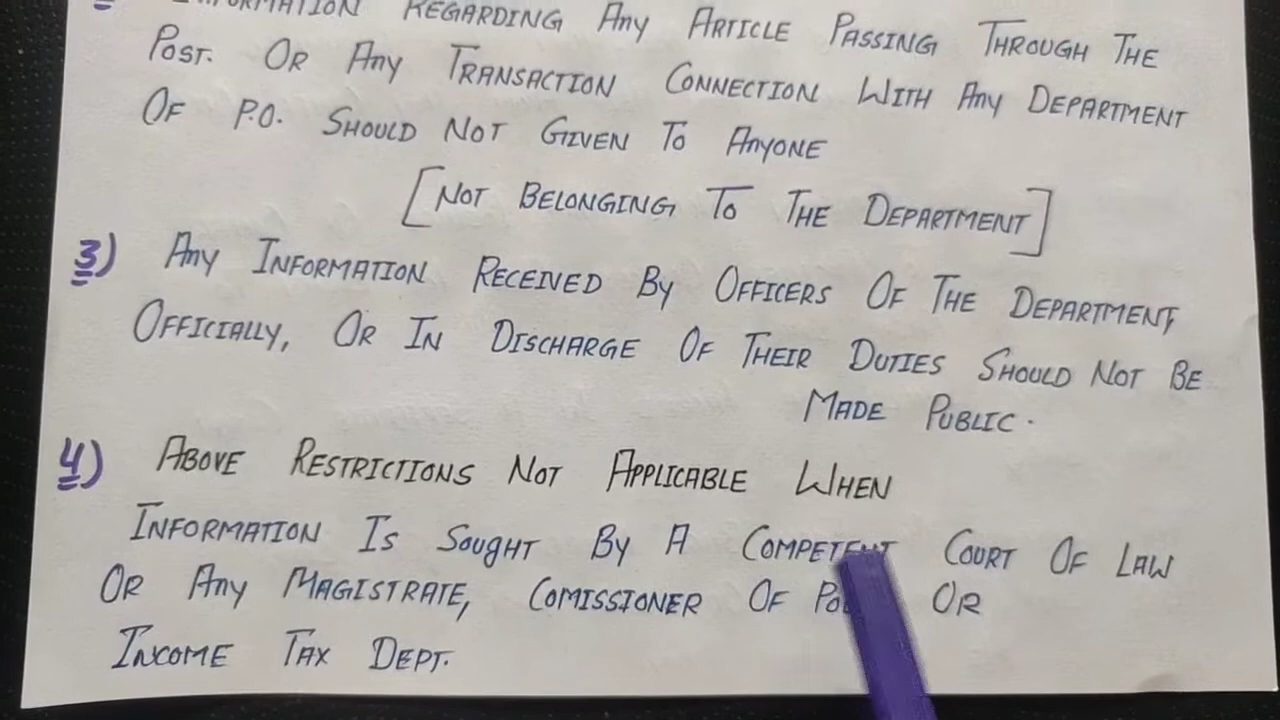 INFORMATION REGARDING ANY ARTICLE PASSING THROUGH THE
POST. OR ANY TRANSACTION CONNECTION WITH ANY DEPARTMENT
OF P.O. SHOULD NOT GIVEN TO ANYONE
[NOT BELONGING TO THE DEPARTMENT]
3) ANY INFORMATION RECEIVED BY OFFICERS OF THE DEPARTMENT,
OFFICIALLY, OR IN DISCHARGE OF THEIR DUTIES SHOULD NOT BE
MADE PUBLIC.
4) ABOVE RESTRICTIONS NOT APPLICABLE WHEN
INFORMATION IS SOUGHT BY A COMPETENT COURT OF LAW
OR ANY MAGISTRATE, COMISSIONER OF OR
INCOME TAX DEPT.